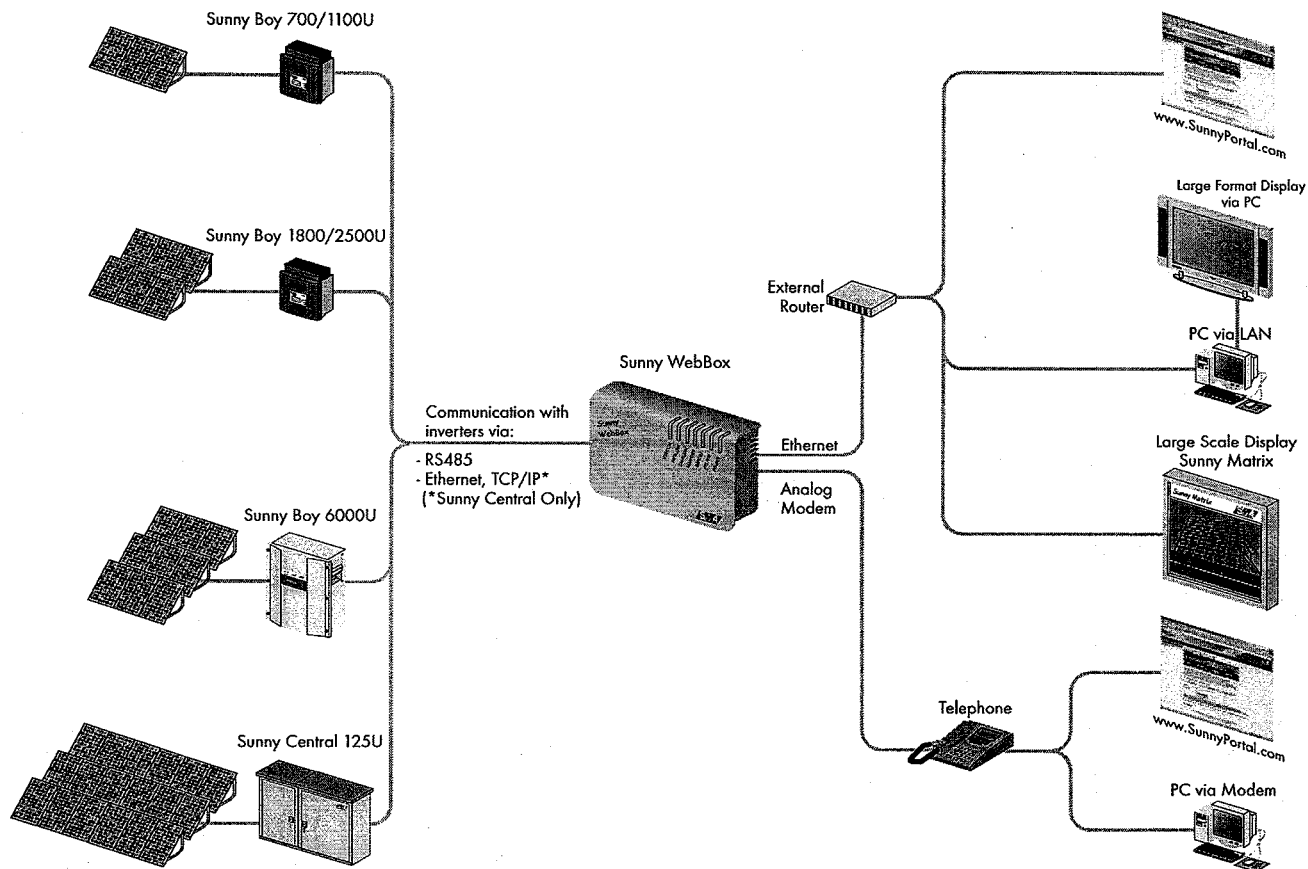 Sunny Boy 700/1100U
Sunny Boy 1800/2500U
Sunny Boy 6000U
Sunny Central 125U
Communication with
inverters via:
- RS485
- Ethernet, TCP/IP*
(*Sunny Central Only)
Sunny WebBox
Sunny
WebBox
Ethernet
Analog
Modem
External
Router
www.SunnyPortal.com
Large Format Display
via PC
PC via LAN
Large Scale Display
Sunny Matrix
Sunny Matrix
Telephone
www.SunnyPortal.com
PC via Modem